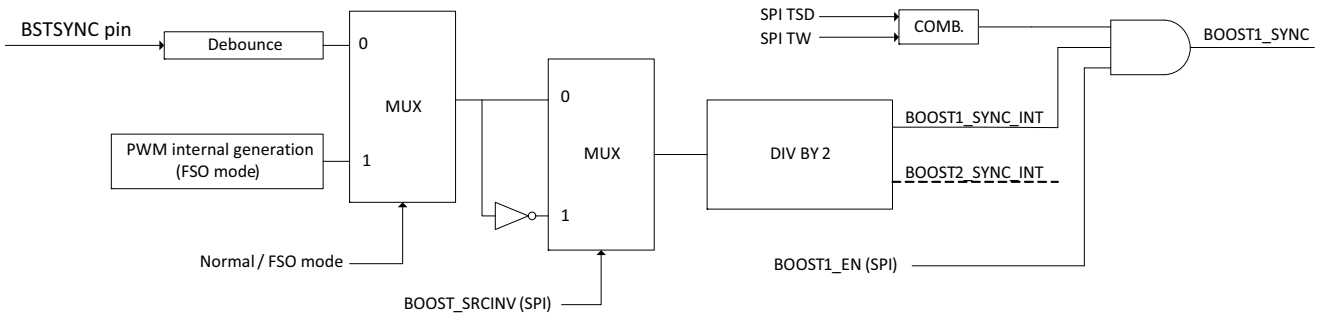 BSTSYNC pin
Debounce
0
MUX
PWM internal generation
(FSO mode)
1
Normal / FSO mode
0
MUX
1
BOOST_SRCINV (SPI)
DIV BY 2
SPI TSD
SPI TW
COMB.
BOOST1_SYNC
BOOST1_SYNC_INT
BOOST2_SYNC_INT
BOOST1_EN (SPI)